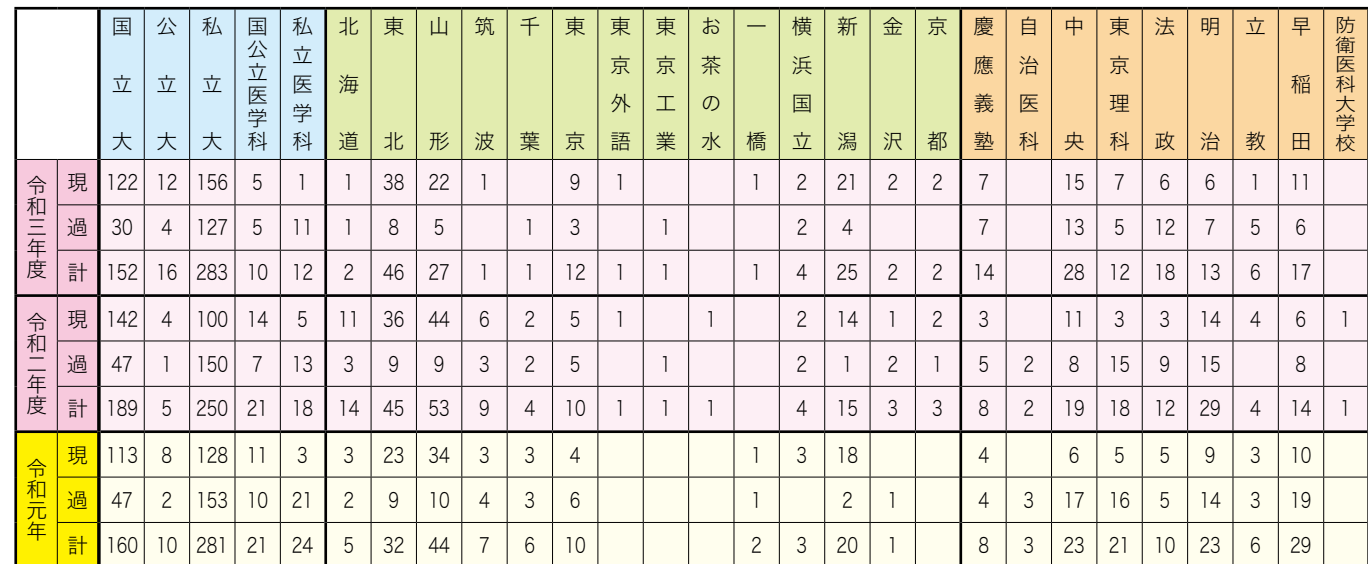 国立大 公立大 私立大 国公立医学科 私立医学科 北海道 東北 山形 筑波 千葉 東京 東京外語 東京工業 お茶の水 一橋 横浜国立 新潟 金沢 京都 慶應義塾 自治医科 中央 東京理科 法政 明治 立教 早稲田 防衛医科大学校
令和三年度
現 122 12 156 5 1 1 38 22 1 9 1 1 2 21 2 2 7 15 7 6 6 1 11
過 30 4 127 5 11 1 8 5 1 3 1 2 4 7 13 5 12 7 5 6
計 152 16 283 10 12 2 46 27 1 1 12 1 1 1 4 25 2 2 14 28 12 18 13 6 17
令和二年度
現 142 4 100 14 5 11 36 44 6 2 5 1 1 2 14 1 2 3 11 3 3 14 4 6 1
過 47 1 150 7 13 3 9 9 3 2 5 1 2 1 2 1 5 2 8 15 9 15 8
計 189 5 250 21 18 14 45 53 9 4 10 1 1 1 4 15 3 3 8 2 19 18 12 29 4 14 1
令和元年
現 113 8 128 11 3 3 23 34 3 3 4 1 3 18 4 6 5 5 9 3 10
過 47 2 153 10 21 2 9 10 4 3 6 1 2 1 4 3 17 16 5 14 3 19
計 160 10 281 21 24 5 32 44 7 6 10 2 3 20 1 8 3 23 21 10 23 6 29